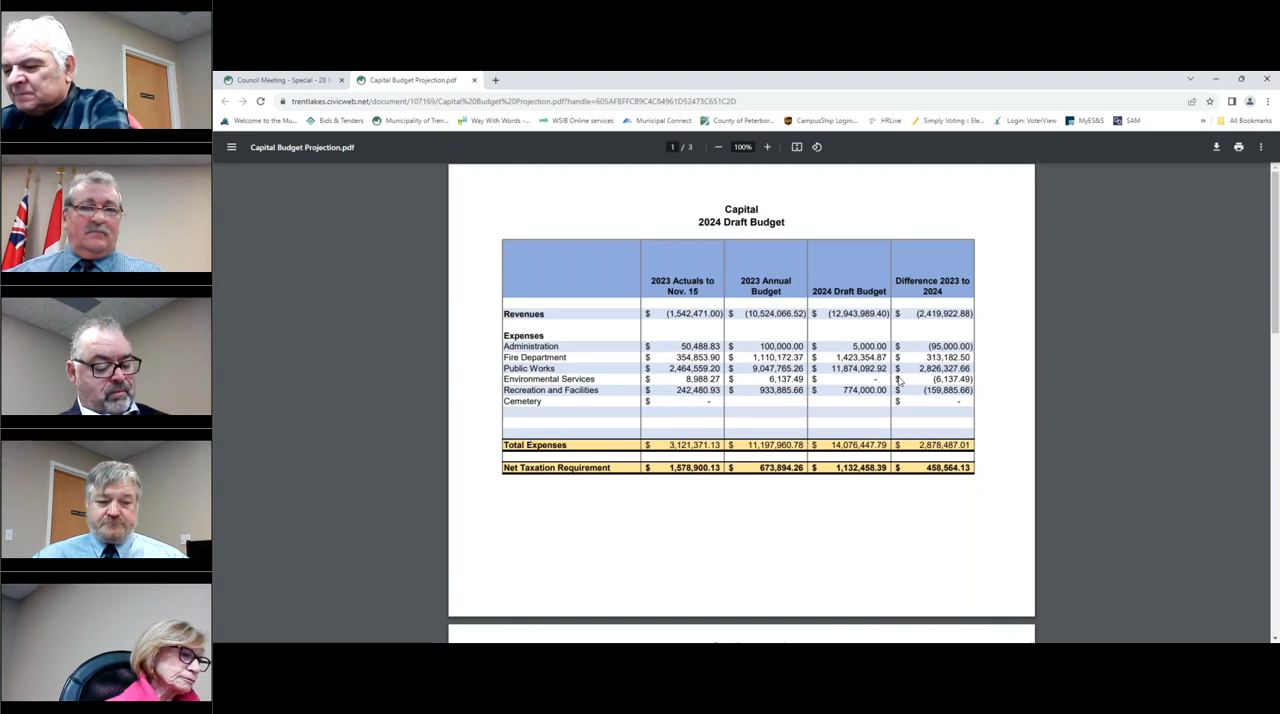 Council Meeting - Special - 28
Capital Budget Projection.pdf
trentlakes.civicweb.net/document/107169/Capital%20Budget%20Projection.pdf?handle=605AFBFFCB9C4C84961D52473C651C2D
Welcome to the Mu... Bids & Tenders Municipality of Tren... Way With Words -... WSIB Online services Municipal Connect County of Peterbor... CampusShip Login:... HRLive Simply Voting :: Ele... Login: VoterView MyES&S SAM » All Bookmarks
Capital Budget Projection.pdf 1 / 3 100%
Capital
2024 Draft Budget
2023 Actuals to Nov. 15 2023 Annual Budget 2024 Draft Budget Difference 2023 to 2024
Revenues $ (1,542,471.00) $ (10,524,066.52) $ (12,943,989.40) $ (2,419,922.88)
Expenses
Administration $ 50,488.83 $ 100,000.00 $ 5,000.00 $ (95,000.00)
Fire Department $ 354,853.90 $ 1,110,172.37 $ 1,423,354.87 $ 313,182.50
Public Works $ 2,464,559.20 $ 9,047,765.26 $ 11,874,092.92 $ 2,826,327.66
Environmental Services $ 8,988.27 $ 6,137.49 $ - $ (6,137.49)
Recreation and Facilities $ 242,480.93 $ 933,885.66 $ 774,000.00 $ (159,885.66)
Cemetery $ - $ -
Total Expenses $ 3,121,371.13 $ 11,197,960.78 $ 14,076,447.79 $ 2,878,487.01
Net Taxation Requirement $ 1,578,900.13 $ 673,894.26 $ 1,132,458.39 $ 458,564.13